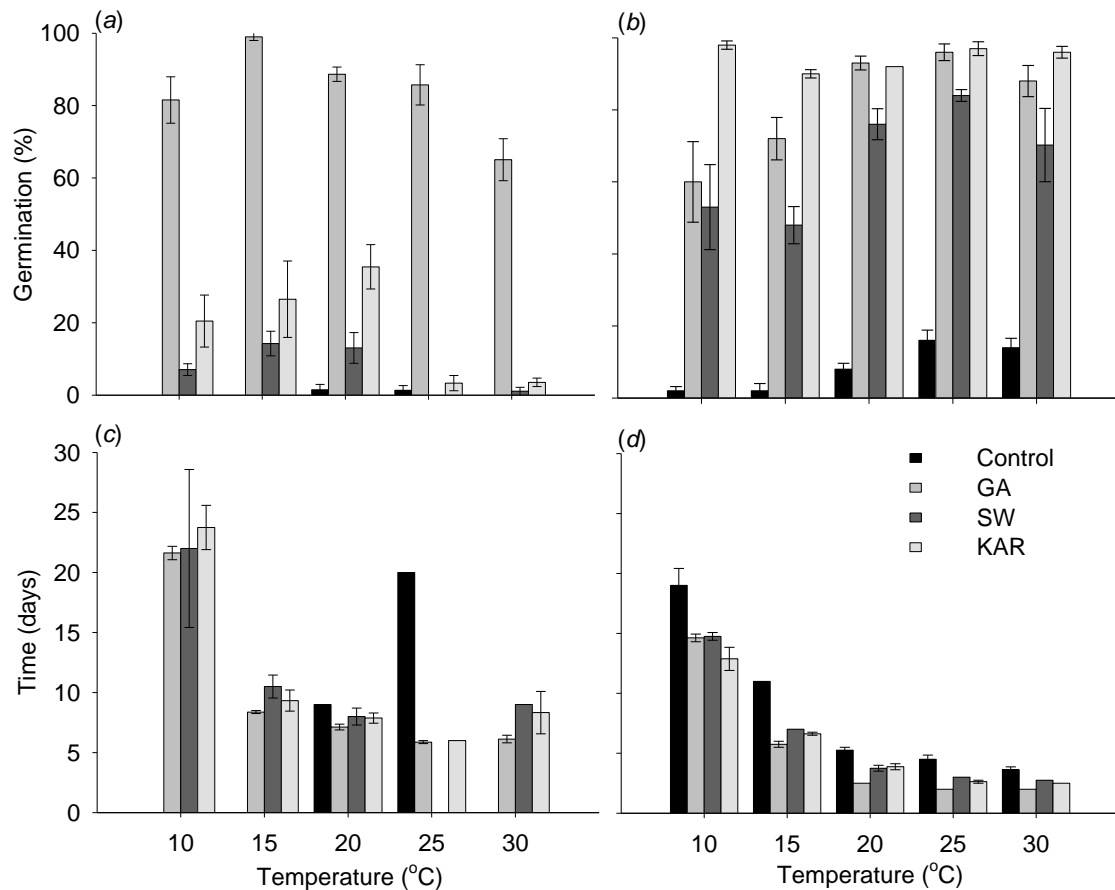 (a)
(b)
Germination (%)
100
80
60
40
20
0
(c)
(d)
Time (days)
30
25
20
15
10
5
0
Control
GA
SW
KAR
10 15 20 25 30
10 15 20 25 30
Temperature (°C)
Temperature (°C)